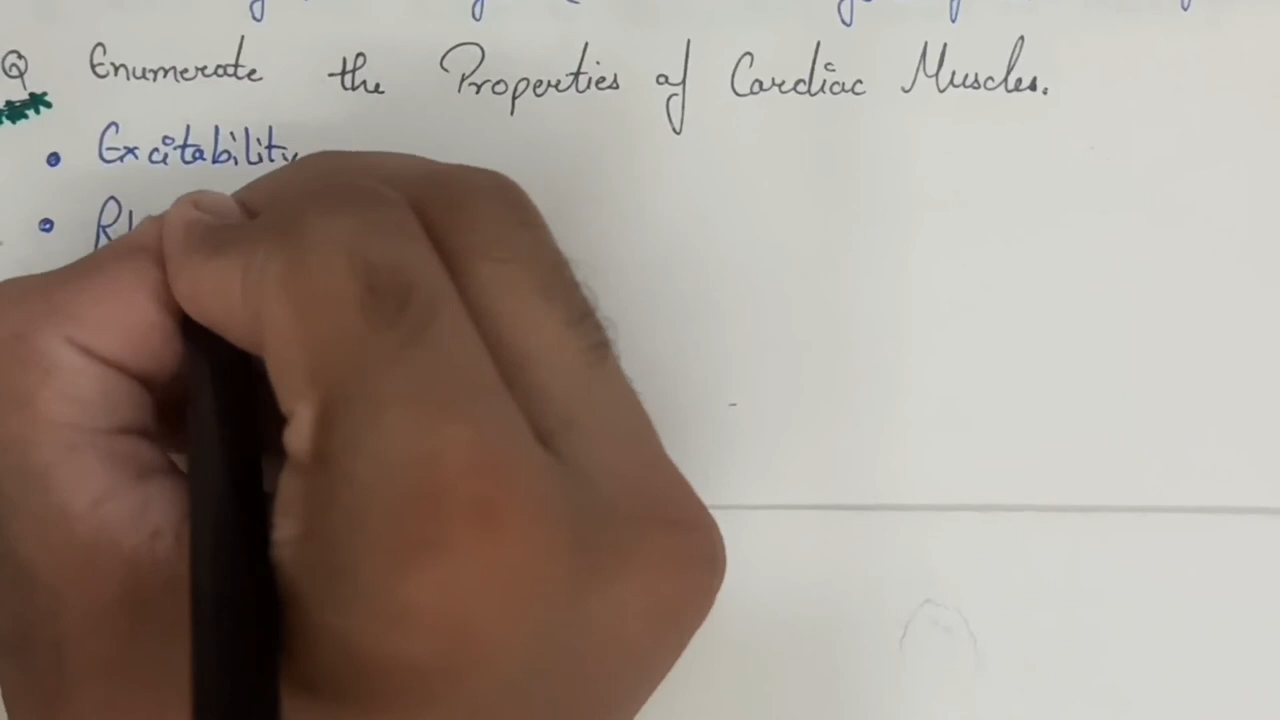 Q Enumerate the Properties of Cardiac Muscles.
• Excitability